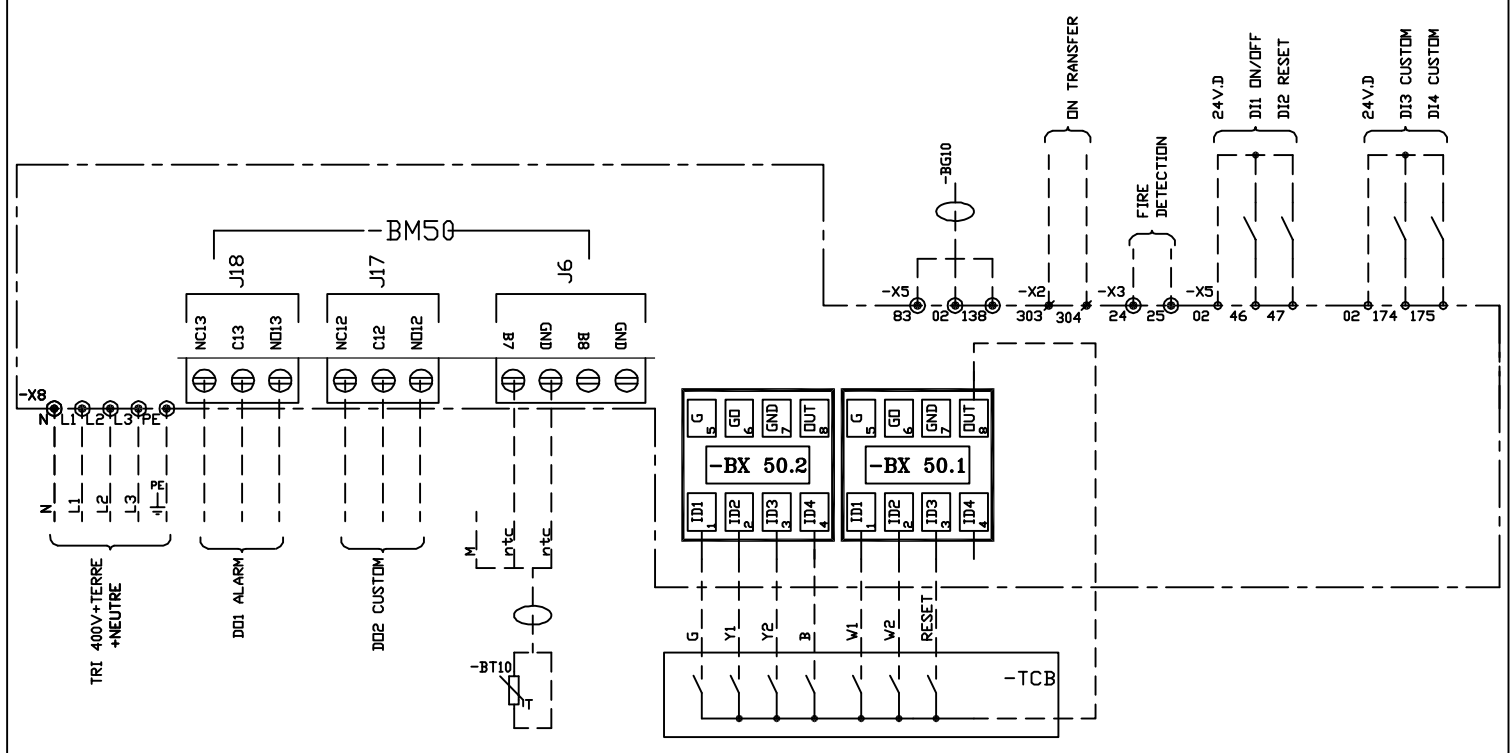 ON TRANSFER
24V.D
DI1 ON/OFF
DI2 RESET
24V.D
DI3 CUSTOM
DI4 CUSTOM
-BG10
FIRE
DETECTION
-BM50
J18
J17
J6
-X5
83
02
138
-X2
303
304
-X3
24
25
-X5
02
46
47
02
174
175
NC13
C13
NO13
NC12
C12
NO12
B7
GND
B8
GND
-X8
N
L1
L2
L3
PE
G
5
G0
6
GND
7
OUT
8
G
5
G0
6
GND
7
OUT
8
-BX 50.2
-BX 50.1
ID1
1
ID2
2
ID3
3
ID4
4
ID1
1
ID2
2
ID3
3
ID4
4
N
L1
L2
L3
PE
M
ntc
ntc
TRI 400V+TERRE
+NEUTRE
DO1 ALARM
DO2 CUSTOM
G
Y1
Y2
B
W1
W2
RESET
-BT10
T
-TCB